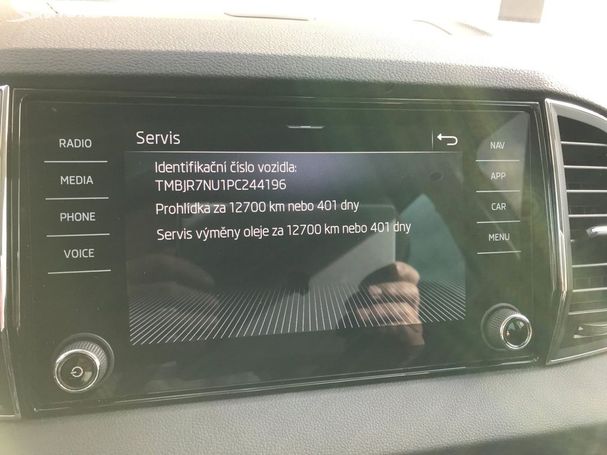 Servis
RADIO
MEDIA
PHONE
VOICE
Identifikační číslo vozidla:
TMBJR7NU1PC244196
Prohlídka za 12700 km nebo 401 dny
Servis výměny oleje za 12700 km nebo 401 dny
NAV
APP
CAR
MENU